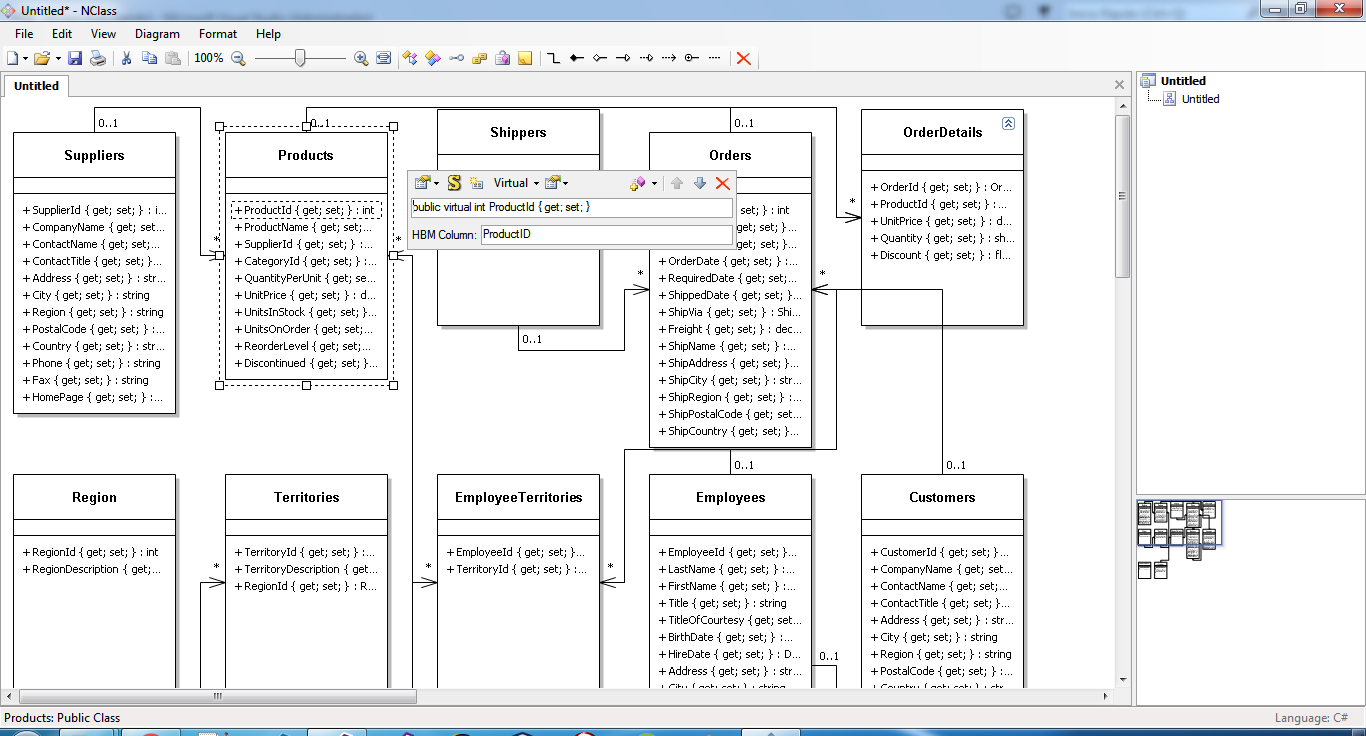 Untitled* - NClass
File Edit View Diagram Format Help
100%
Untitled
0..1
Suppliers
+ SupplierId { get; set; } : i...
+ CompanyName { get; set...
+ ContactName { get; set;...
+ ContactTitle { get; set; }...
+ Address { get; set; } : str...
+ City { get; set; } : string
+ Region { get; set; } : string
+ PostalCode { get; set; } :...
+ Country { get; set; } : str...
+ Phone { get; set; } : string
+ Fax { get; set; } : string
+ HomePage { get; set; } :...
*
0..1
Products
+ ProductId { get; set; } : int
+ ProductName { get; set;...
+ SupplierId { get; set; } :...
+ CategoryId { get; set; } :...
+ QuantityPerUnit { get; se...
+ UnitPrice { get; set; } : d...
+ UnitsInStock { get; set; }...
+ UnitsOnOrder { get; set;...
+ ReorderLevel { get; set;...
+ Discontinued { get; set; }...
*
Shippers
0..1
Virtual
public virtual int ProductId { get; set; }
HBM Column: ProductID
*
0..1
Orders
set; } : int
OrderDate { get; set; } :...
+ RequiredDate { get; set;...
+ ShippedDate { get; set; }...
+ ShipVia { get; set; } : Shi...
+ Freight { get; set; } : dec...
+ ShipName { get; set; } :...
+ ShipAddress { get; set; }...
+ ShipCity { get; set; } : str...
+ ShipRegion { get; set; } :...
+ ShipPostalCode { get; set...
+ ShipCountry { get; set; }...
*
*
OrderDetails
+ OrderId { get; set; } : Or...
+ ProductId { get; set; } :...
+ UnitPrice { get; set; } : d...
+ Quantity { get; set; } : sh...
+ Discount { get; set; } : fl...
Region
+ RegionId { get; set; } : int
+ RegionDescription { get;...
*
Territories
+ TerritoryId { get; set; } :...
+ TerritoryDescription { get...
+ RegionId { get; set; } : R...
*
EmployeeTerritories
+ EmployeeId { get; set; }...
+ TerritoryId { get; set; } :...
*
0..1
Employees
+ EmployeeId { get; set; }...
+ LastName { get; set; } :...
+ FirstName { get; set; } :...
+ Title { get; set; } : string
+ TitleOfCourtesy { get; set...
+ BirthDate { get; set; } :...
+ HireDate { get; set; } : D...
+ Address { get; set; } : str...
+ City { get; set; } : string
0..1
0..1
Customers
+ CustomerId { get; set; }...
+ CompanyName { get; set...
+ ContactName { get; set;...
+ ContactTitle { get; set; }...
+ Address { get; set; } : str...
+ City { get; set; } : string
+ Region { get; set; } : string
+ PostalCode { get; set; } :...
+ Country { get; set; } : str...
Untitled
Untitled
Products: Public Class
Language: C#